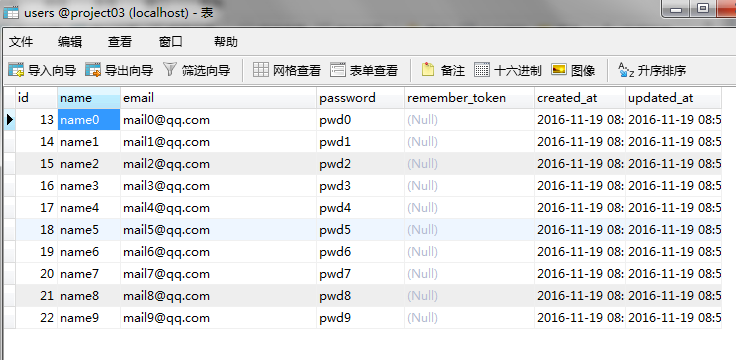 users @project03 (localhost) - 表
文件 编辑 查看 窗口 帮助
导入向导 导出向导 筛选向导 网格查看 表单查看 备注 十六进制 图像 升序排序
id name email password remember_token created_at updated_at
13 name0 mail0@qq.com pwd0 (Null) 2016-11-19 08: 2016-11-19 08:5
14 name1 mail1@qq.com pwd1 (Null) 2016-11-19 08: 2016-11-19 08:5
15 name2 mail2@qq.com pwd2 (Null) 2016-11-19 08: 2016-11-19 08:5
16 name3 mail3@qq.com pwd3 (Null) 2016-11-19 08: 2016-11-19 08:5
17 name4 mail4@qq.com pwd4 (Null) 2016-11-19 08: 2016-11-19 08:5
18 name5 mail5@qq.com pwd5 (Null) 2016-11-19 08: 2016-11-19 08:5
19 name6 mail6@qq.com pwd6 (Null) 2016-11-19 08: 2016-11-19 08:5
20 name7 mail7@qq.com pwd7 (Null) 2016-11-19 08: 2016-11-19 08:5
21 name8 mail8@qq.com pwd8 (Null) 2016-11-19 08: 2016-11-19 08:5
22 name9 mail9@qq.com pwd9 (Null) 2016-11-19 08: 2016-11-19 08:5